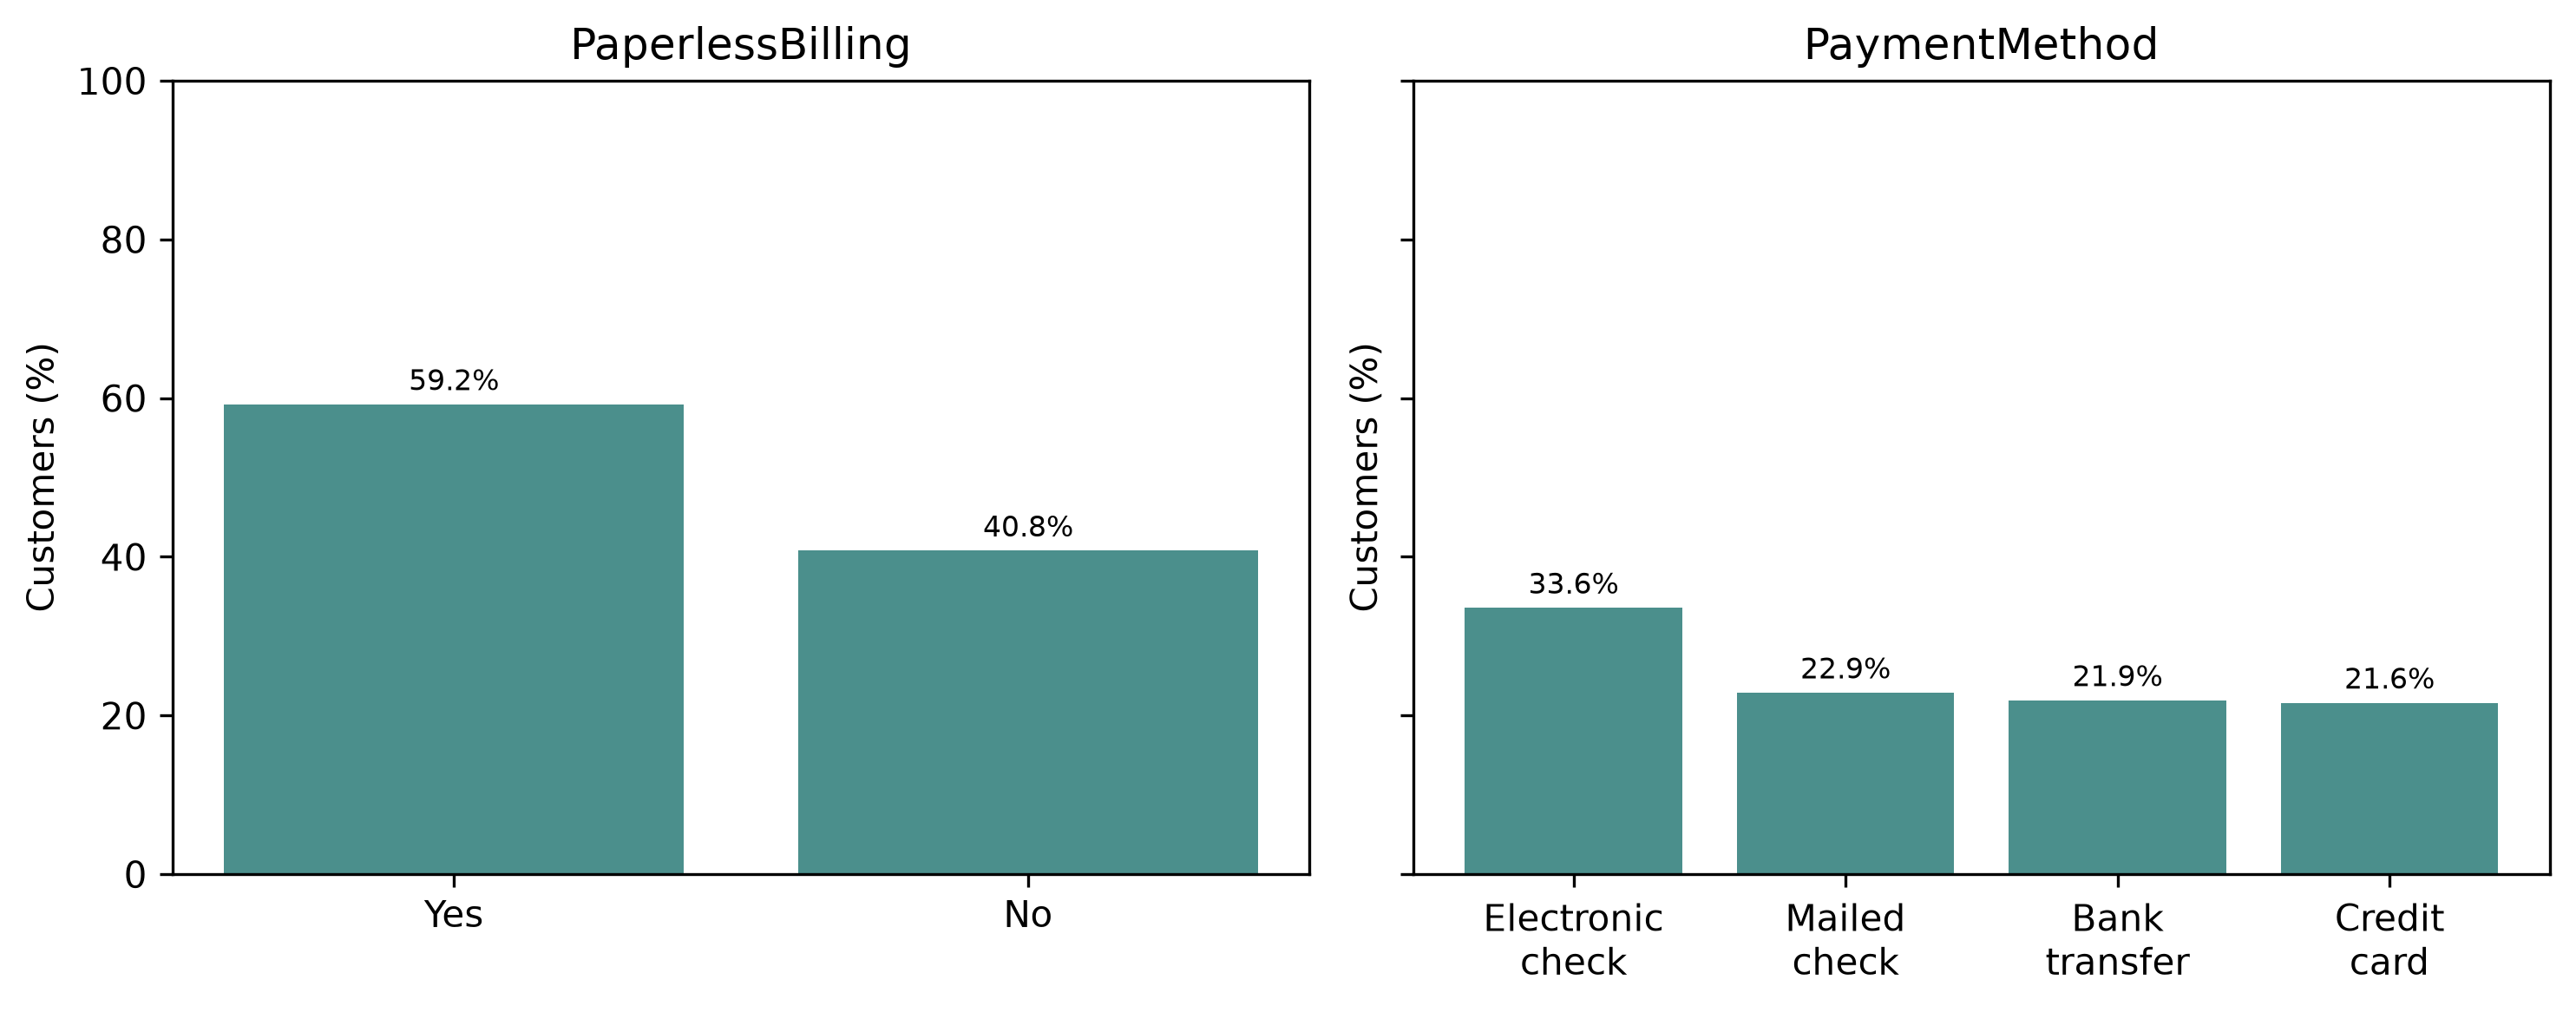 PaperlessBilling
Customers (%)
100
80
60
40
20
0
59.2%
40.8%
Yes
No
PaymentMethod
Customers (%)
33.6%
22.9%
21.9%
21.6%
Electronic
check
Mailed
check
Bank
transfer
Credit
card